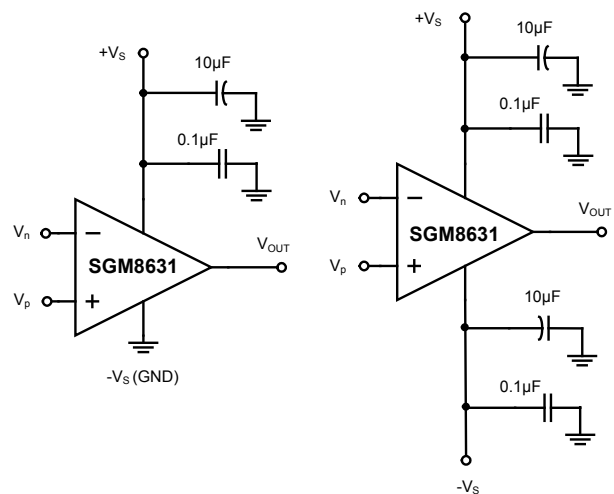 +V_S
10µF
0.1µF
V_n
V_p
SGM8631
V_OUT
-V_S (GND)
+V_S
10µF
0.1µF
V_n
V_p
SGM8631
V_OUT
10µF
0.1µF
-V_S